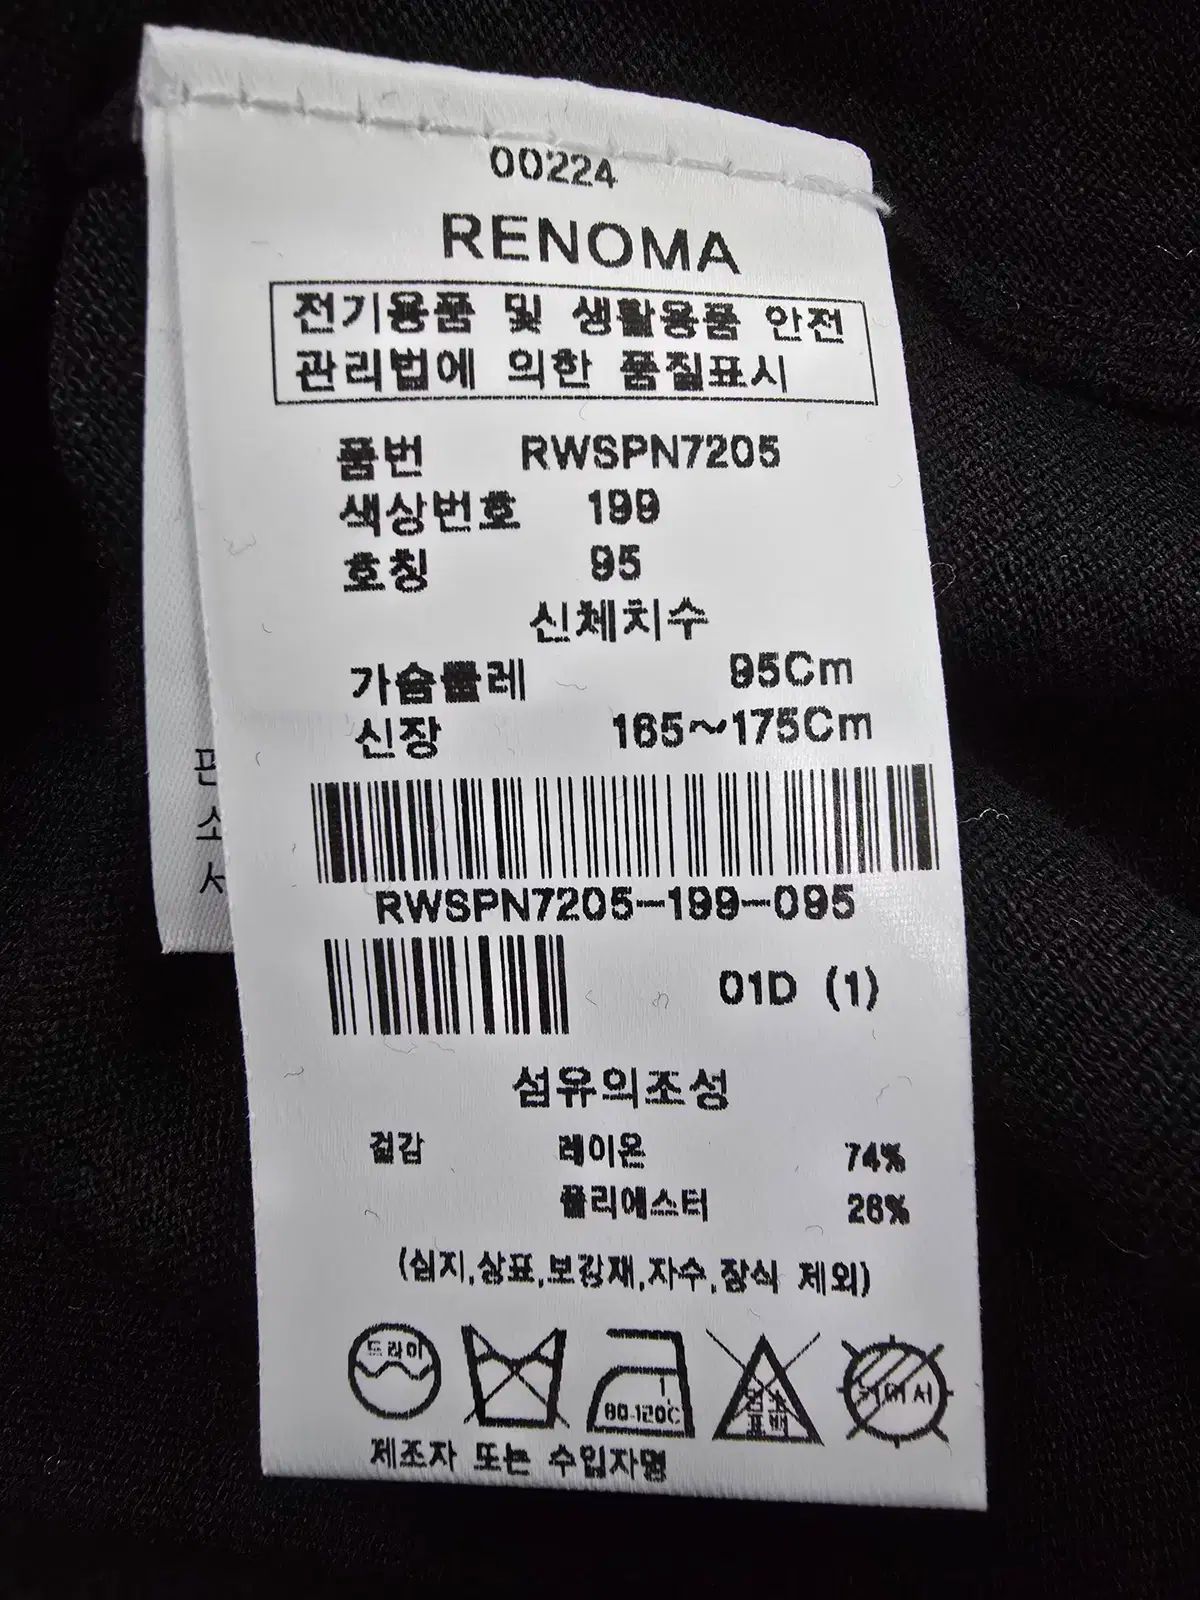 00224
RENOMA
전기용품 및 생활용품 안전
관리법에 의한 품질표시
품번 RWSPN7205
색상번호 199
호칭 95
신체치수
가슴둘레 95Cm
신장 165~175Cm
RWSPN7205-199-095
01D (1)
섬유의조성
겉감 레이온 74%
폴리에스터 26%
(심지,상표,보강재,자수,장식 제외)
드라이
80-120C
염소
표백
뉘어서
제조자 또는 수입자명
소